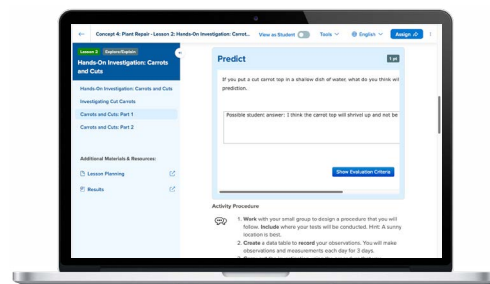 Concept 4: Plant Repair - Lesson 2: Hands-On Investigation: Carrot...
View as Student
Tools
English
Assign
Lesson 2
Explore/Explain
Hands-On Investigation: Carrots
and Cuts
Hands-On Investigation: Carrots and Cuts
Investigating Cut Carrots
Carrots and Cuts: Part 1
Carrots and Cuts: Part 2
Additional Materials & Resources:
Lesson Planning
Results
Predict
1 pt
If you put a cut carrot top in a shallow dish of water, what do you think wil
prediction.
Possible student answer: I think the carrot top will shrivel up and not be
Show Evaluation Criteria
Activity Procedure
1. Work with your small group to design a procedure that you will
follow. Include where your tests will be conducted. Hint: A sunny
location is best.
2. Create a data table to record your observations. You will make
observations and measurements each day for 3 days.